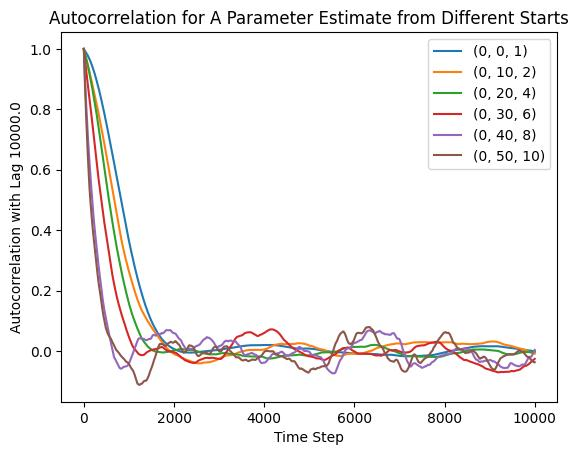 Autocorrelation for A Parameter Estimate from Different Starts
Autocorrelation with Lag 10000.0
1.0
0.8
0.6
0.4
0.2
0.0
(0, 0, 1)
(0, 10, 2)
(0, 20, 4)
(0, 30, 6)
(0, 40, 8)
(0, 50, 10)
0 2000 4000 6000 8000 10000
Time Step